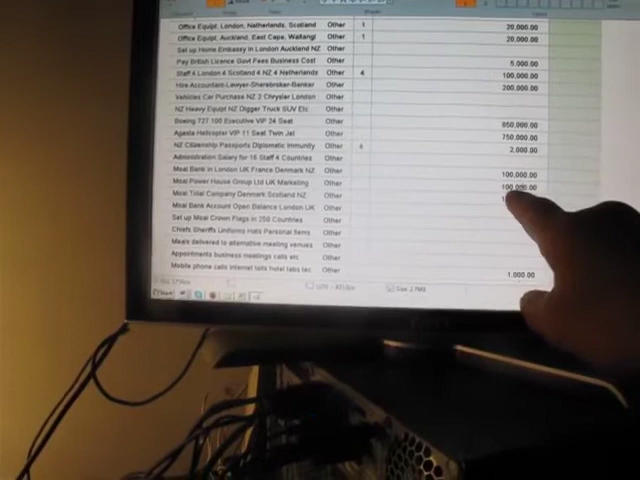 Office Equipt, London, Natherlands, Scotland Other 1 20,000.00
Office Equipt, Auckland, East Cape, Waitangi Other 1 20,000.00
Set up Home Embassy in London Auckland NZ Other
Pay British Licence Govt Fees Business Cost Other 5,000.00
Staff 4 London 4 Scotland 4 NZ 4 Netherlands Other 4 100,000.00
Hire Accountant-Lawyer-Sharebroker-Banker Other 200,000.00
Vehicles Car Purchase NZ 2 Chrysler London Other
NZ Heavy Equipt NZ Digger Truck SUV Etc Other
Boeing 727 100 Executive VIP 24 Seat Other 850,000.00
Agasta Helicopter VIP 11 Seat Twin Jet Other 750,000.00
NZ Citizenship Passports Diplomatic Immunity Other 2,000.00
Administration Salary for 16 Staff 4 Countries Other
Moai Bank in London UK France Denmark NZ Other 100,000.00
Moai Power House Group Ltd UK Marketing Other 100,000.00
Moai Tidal Company Denmark Scotland NZ Other
Moai Bank Account Open Balance London UK Other
Set up Moai Crown Flags in 250 Countries Other
Chiefs Sheriffs Uniforms Hats Personal Items Other
Meals delivered to alternative meeting venues Other
Appointments business meetings calls etc Other
Mobile phone calls internet tolls hotel tabs tec Other 1,000.00